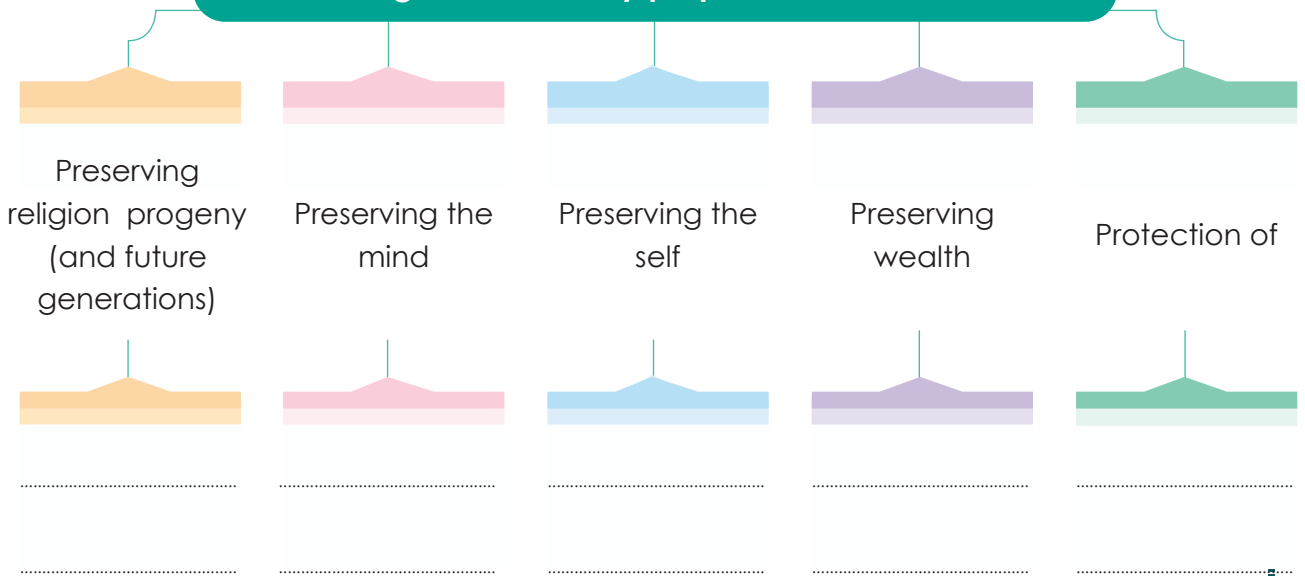 Preserving
religion progeny
(and future
generations)
Preserving the
mind
Preserving the
self
Preserving
wealth
Protection of